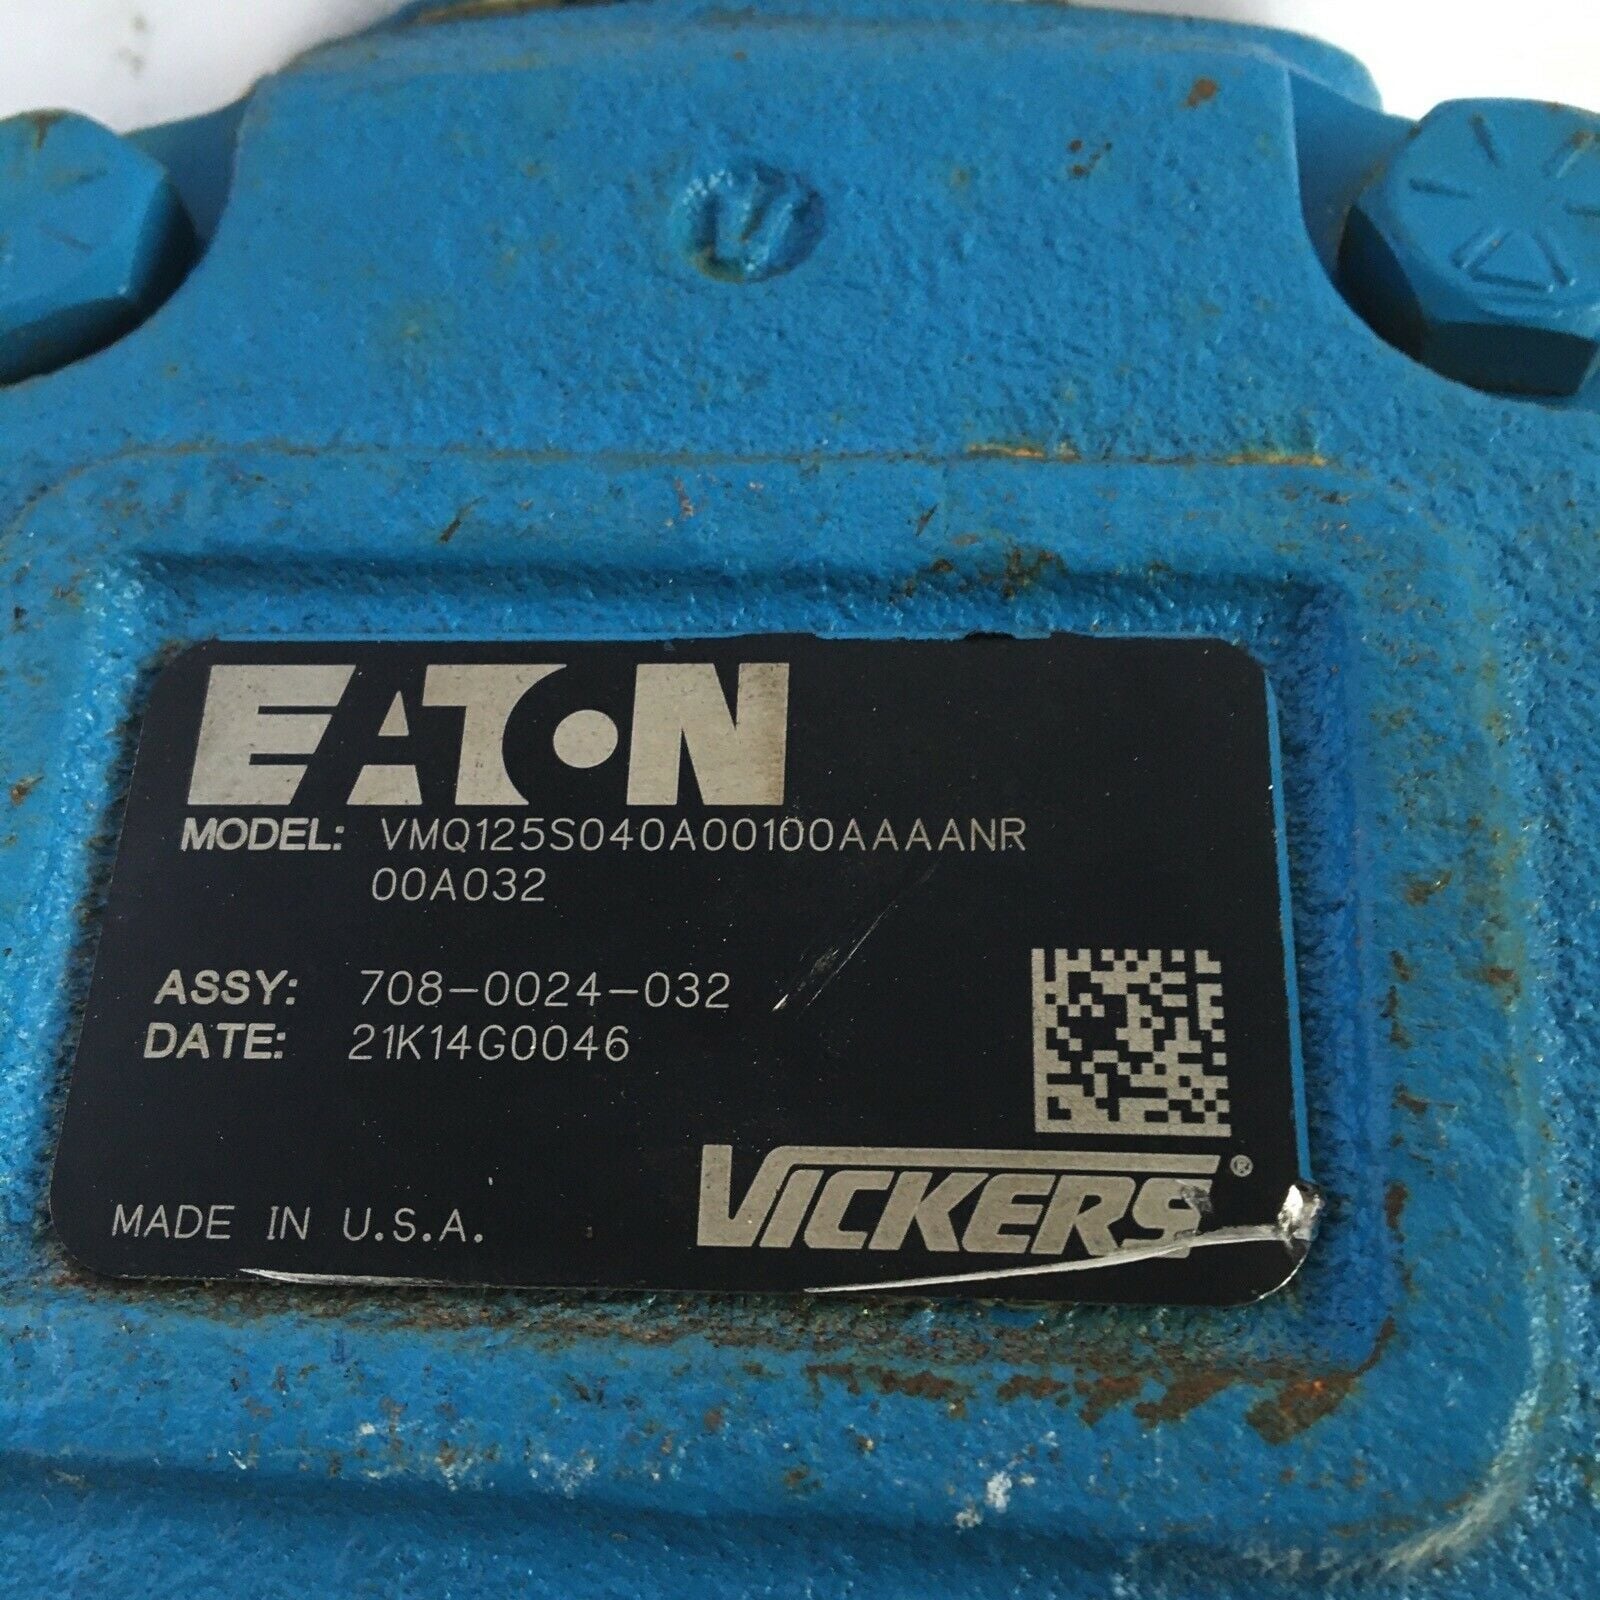 V
EATON
MODEL: VMQ125S040A00100AAAANR
00A032
ASSY: 708-0024-032
DATE: 21K14G0046
MADE IN U.S.A.
VICKERS®